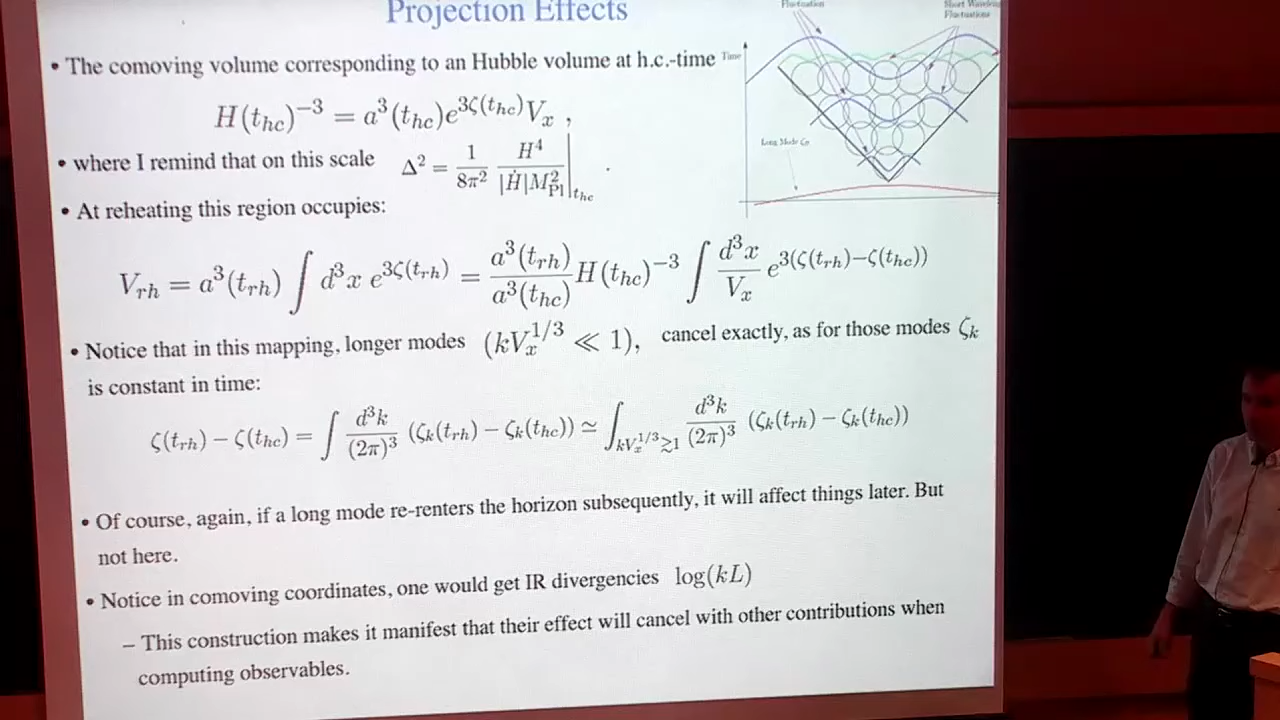 Projection Effects
Fluctuation
Short Waveleng
Fluctuations
• The comoving volume corresponding to an Hubble volume at h.c.-time
Time
H(t_{hc})^{-3} = a^3(t_{hc})e^{3ζ(t_{hc})}V_x ,
• where I remind that on this scale
Δ^2 = \frac{1}{8π^2} \frac{H^4}{|\dot{H}|M_{Pl}^2}|_{t_{hc}} .
Long Mode ζ
• At reheating this region occupies:
V_{rh} = a^3(t_{rh}) ∫ d^3x e^{3ζ(t_{rh})} = \frac{a^3(t_{rh})}{a^3(t_{hc})} H(t_{hc})^{-3} ∫ \frac{d^3x}{V_x} e^{3(ζ(t_{rh})−ζ(t_{hc}))}
• Notice that in this mapping, longer modes (kV_x^{1/3} ≪ 1), cancel exactly, as for those modes ζ_k
is constant in time:
ζ(t_{rh}) − ζ(t_{hc}) = ∫ \frac{d^3k}{(2π)^3} (ζ_k(t_{rh}) − ζ_k(t_{hc})) ≃ ∫_{kV_x^{1/3}≳1} \frac{d^3k}{(2π)^3} (ζ_k(t_{rh}) − ζ_k(t_{hc}))
• Of course, again, if a long mode re-renters the horizon subsequently, it will affect things later. But
not here.
• Notice in comoving coordinates, one would get IR divergencies log(kL)
– This construction makes it manifest that their effect will cancel with other contributions when
computing observables.